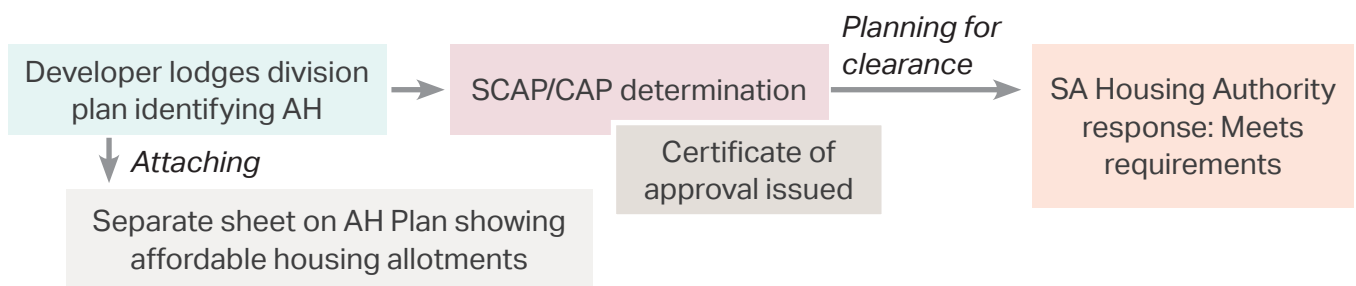 Developer lodges division
plan identifying AH
Attaching
Separate sheet on AH Plan showing
affordable housing allotments
SCAP/CAP determination
Certificate of
approval issued
Planning for
clearance
SA Housing Authority
response: Meets
requirements